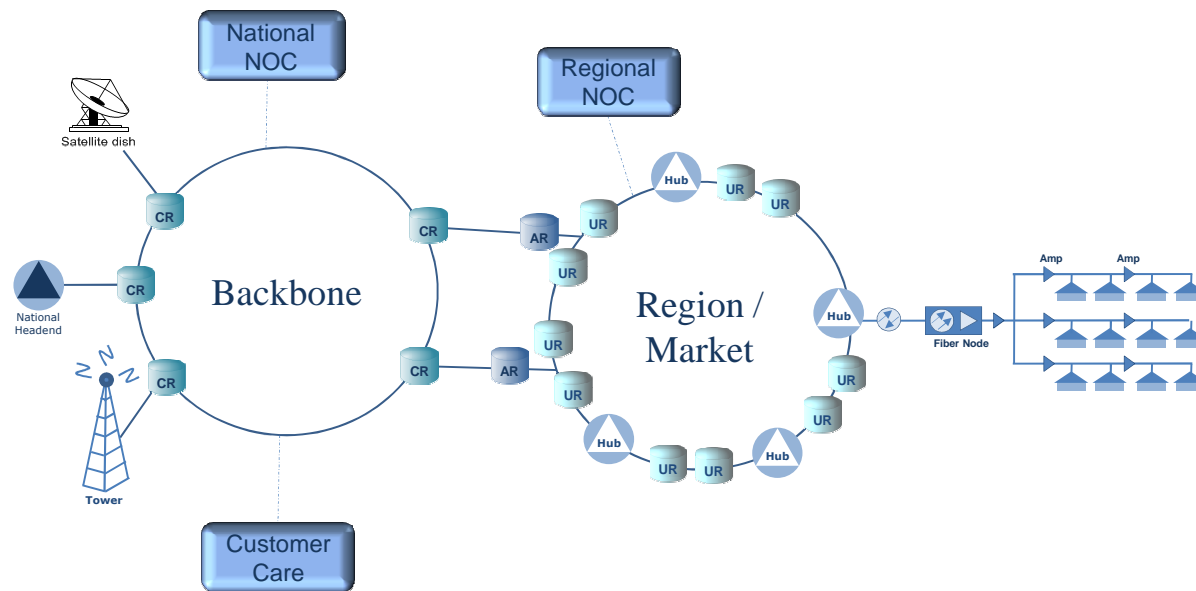 National
NOC
Regional
NOC
Satellite dish
Hub
UR
UR
CR
UR
CR
AR
UR
Amp
Amp
CR
Backbone
Region /
Market
Hub
National
Headend
UR
Fiber Node
CR
CR
AR
UR
UR
UR
Hub
Hub
UR
UR
Tower
Customer
Care